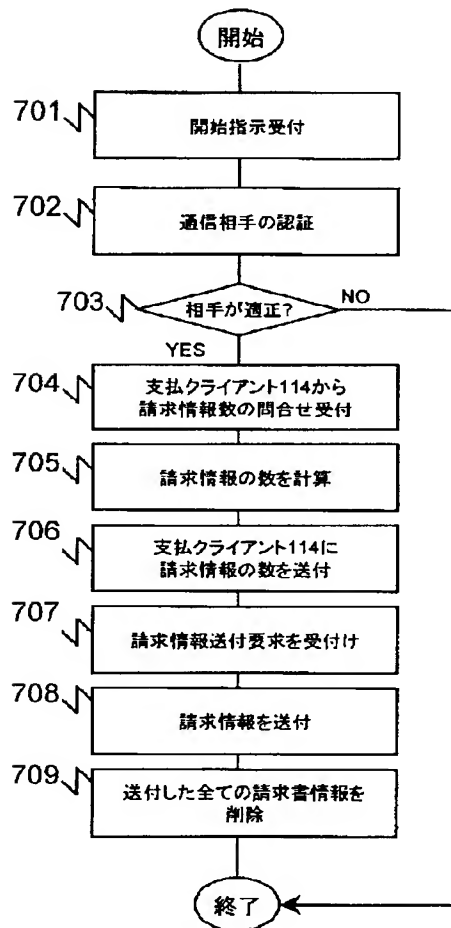 開始
701
開始指示受付
702
通信相手の認証
703
相手が適正?
NO
YES
704
支払クライアント114から
請求情報数の問合せ受付
705
請求情報の数を計算
706
支払クライアント114に
請求情報の数を送付
707
請求情報送付要求を受付け
708
請求情報を送付
709
送付した全ての請求書情報を
削除
終了